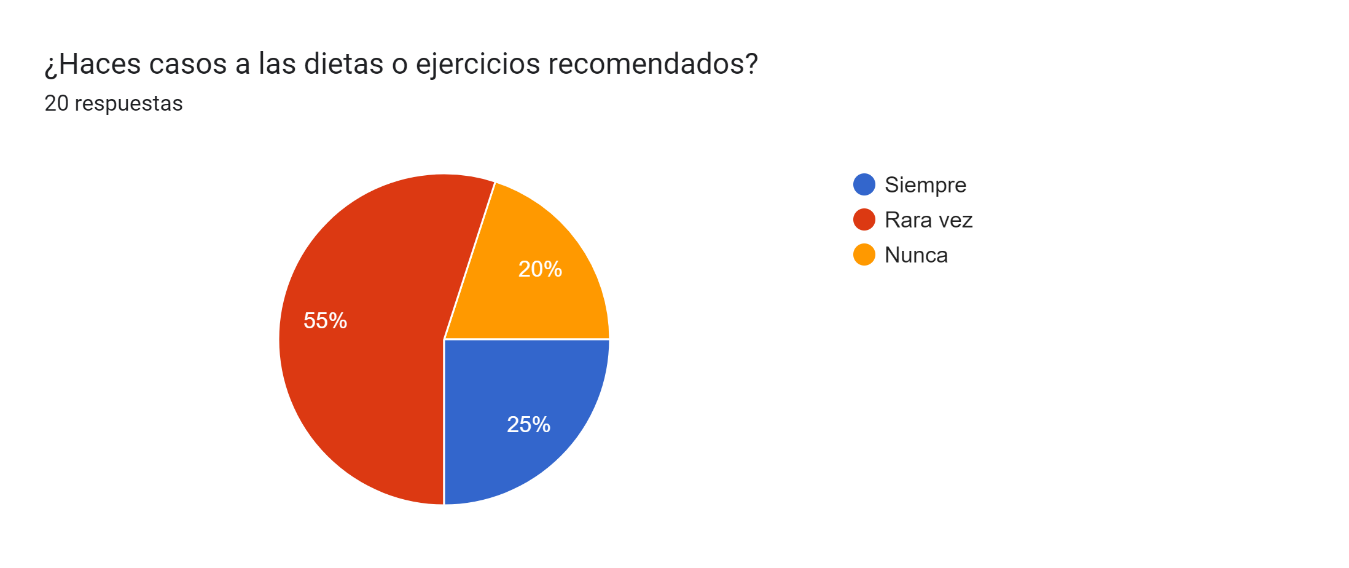 ¿Haces casos a las dietas o ejercicios recomendados?
20 respuestas
Siempre
Rara vez
Nunca
20%
55%
25%